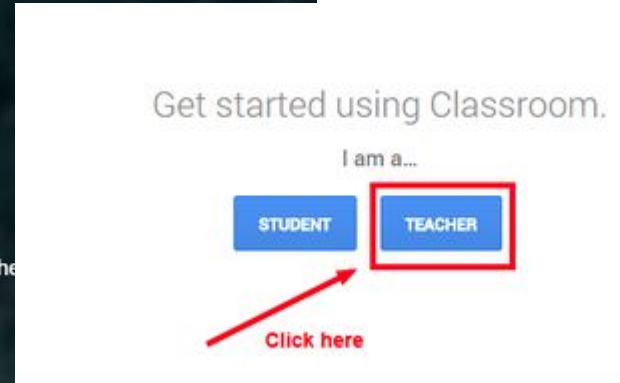 Get started using Classroom.
I am a...
STUDENT TEACHER
Click here